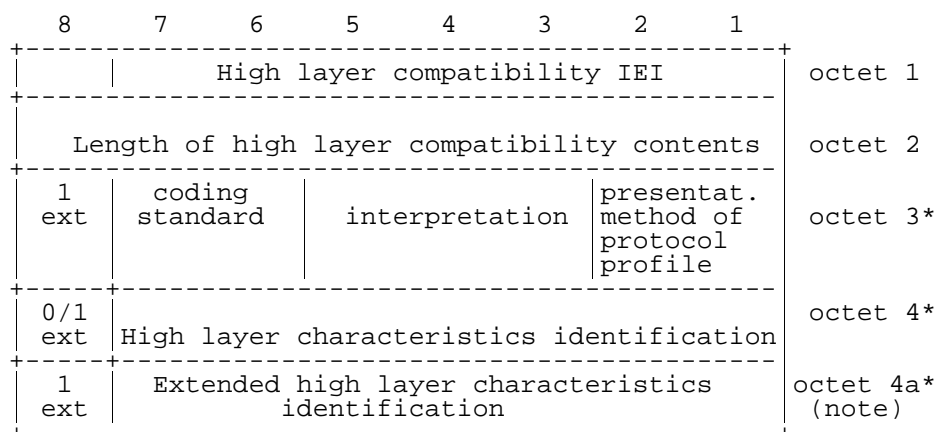 8 7 6 5 4 3 2 1
High layer compatibility IEI octet 1
Length of high layer compatibility contents octet 2
1 coding presentat.
ext standard interpretation method of octet 3*
protocol
profile
0/1 octet 4*
ext High layer characteristics identification
1 Extended high layer characteristics octet 4a*
ext identification (note)